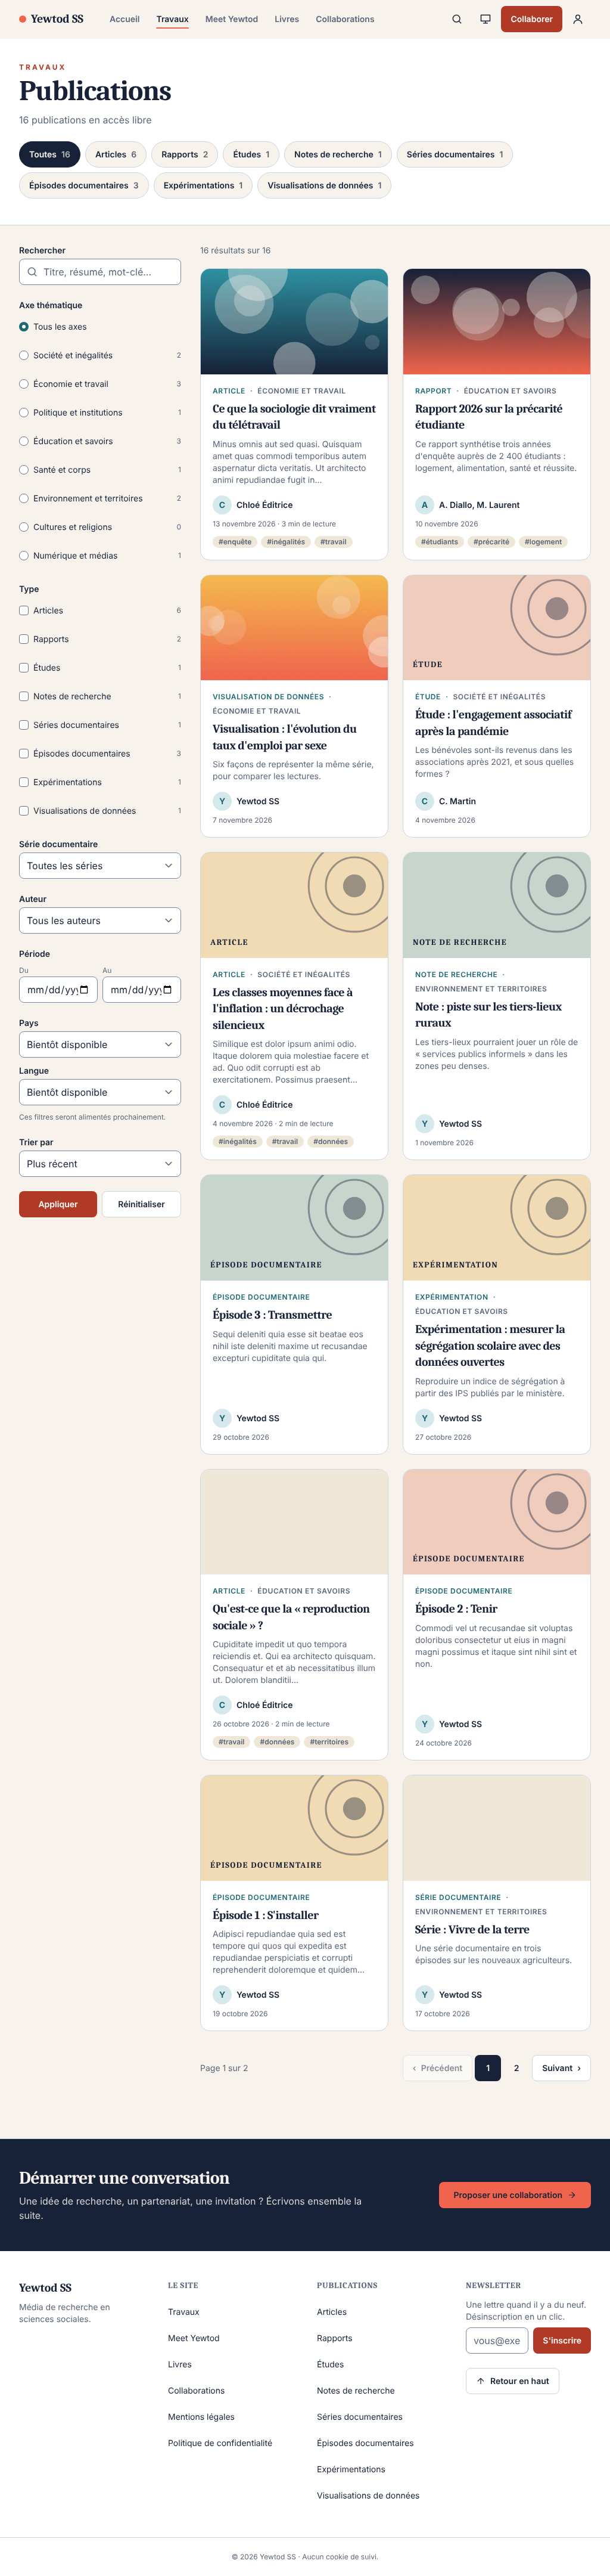 Yewtod SS
Accueil
Travaux
Meet Yewtod
Livres
Collaborations
Collaborer
TRAVAUX
Publications
16 publications en accès libre
Toutes 16
Articles 6
Rapports 2
Études 1
Notes de recherche 1
Séries documentaires 1
Épisodes documentaires 3
Expérimentations 1
Visualisations de données 1
Rechercher
Titre, résumé, mot-clé…
Axe thématique
Tous les axes
Société et inégalités 2
Économie et travail 3
Politique et institutions 1
Éducation et savoirs 3
Santé et corps 1
Environnement et territoires 2
Cultures et religions 0
Numérique et médias 1
Type
Articles 6
Rapports 2
Études 1
Notes de recherche 1
Séries documentaires 1
Épisodes documentaires 3
Expérimentations 1
Visualisations de données 1
Série documentaire
Toutes les séries
Auteur
Tous les auteurs
Période
Du
Au
mm/dd/yyy
mm/dd/yyy
Pays
Bientôt disponible
Langue
Bientôt disponible
Ces filtres seront alimentés prochainement.
Trier par
Plus récent
Appliquer
Réinitialiser
16 résultats sur 16
ARTICLE · ÉCONOMIE ET TRAVAIL
Ce que la sociologie dit vraiment
du télétravail
Minus omnis aut sed quasi. Quisquam
amet quas commodi temporibus autem
aspernatur dicta veritatis. Ut architecto
animi repudiandae fugit in…
C Chloé Éditrice
13 novembre 2026 · 3 min de lecture
#enquête #inégalités #travail
RAPPORT · ÉDUCATION ET SAVOIRS
Rapport 2026 sur la précarité
étudiante
Ce rapport synthétise trois années
d'enquête auprès de 2 400 étudiants :
logement, alimentation, santé et réussite.
A A. Diallo, M. Laurent
10 novembre 2026
#étudiants #précarité #logement
VISUALISATION DE DONNÉES ·
ÉCONOMIE ET TRAVAIL
Visualisation : l'évolution du
taux d'emploi par sexe
Six façons de représenter la même série,
pour comparer les lectures.
Y Yewtod SS
7 novembre 2026
ÉTUDE
ÉTUDE · SOCIÉTÉ ET INÉGALITÉS
Étude : l'engagement associatif
après la pandémie
Les bénévoles sont-ils revenus dans les
associations après 2021, et sous quelles
formes ?
C C. Martin
4 novembre 2026
ARTICLE
ARTICLE · SOCIÉTÉ ET INÉGALITÉS
Les classes moyennes face à
l'inflation : un décrochage
silencieux
Similique est dolor ipsum animi odio.
Itaque dolorem quia molestiae facere et
ad. Quo odit corrupti est ab
exercitationem. Possimus praesent…
C Chloé Éditrice
4 novembre 2026 · 2 min de lecture
#inégalités #travail #données
NOTE DE RECHERCHE
NOTE DE RECHERCHE ·
ENVIRONNEMENT ET TERRITOIRES
Note : piste sur les tiers-lieux
ruraux
Les tiers-lieux pourraient jouer un rôle de
« services publics informels » dans les
zones peu denses.
Y Yewtod SS
1 novembre 2026
ÉPISODE DOCUMENTAIRE
ÉPISODE DOCUMENTAIRE
Épisode 3 : Transmettre
Sequi deleniti quia esse sit beatae eos
nihil iste deleniti maxime ut recusandae
excepturi cupiditate quia qui.
Y Yewtod SS
29 octobre 2026
EXPÉRIMENTATION
EXPÉRIMENTATION ·
ÉDUCATION ET SAVOIRS
Expérimentation : mesurer la
ségrégation scolaire avec des
données ouvertes
Reproduire un indice de ségrégation à
partir des IPS publiés par le ministère.
Y Yewtod SS
27 octobre 2026
ARTICLE · ÉDUCATION ET SAVOIRS
Qu'est-ce que la « reproduction
sociale » ?
Cupiditate impedit ut quo tempora
reiciendis et. Qui ea architecto quisquam.
Consequatur et et ab necessitatibus illum
ut. Dolorem blanditii…
C Chloé Éditrice
26 octobre 2026 · 2 min de lecture
#travail #données #territoires
ÉPISODE DOCUMENTAIRE
ÉPISODE DOCUMENTAIRE
Épisode 2 : Tenir
Commodi vel ut recusandae sit voluptas
doloribus consectetur ut eius in magni
magni possimus et itaque sint nihil sint et
non.
Y Yewtod SS
24 octobre 2026
ÉPISODE DOCUMENTAIRE
ÉPISODE DOCUMENTAIRE
Épisode 1 : S'installer
Adipisci repudiandae quia sed est
tempore qui quos qui expedita est
repudiandae perspiciatis et corrupti
reprehenderit doloremque et quidem…
Y Yewtod SS
19 octobre 2026
SÉRIE DOCUMENTAIRE ·
ENVIRONNEMENT ET TERRITOIRES
Série : Vivre de la terre
Une série documentaire en trois
épisodes sur les nouveaux agriculteurs.
Y Yewtod SS
17 octobre 2026
Page 1 sur 2
‹ Précédent
1
2
Suivant ›
Démarrer une conversation
Une idée de recherche, un partenariat, une invitation ? Écrivons ensemble la
suite.
Proposer une collaboration →
Yewtod SS
Média de recherche en
sciences sociales.
LE SITE
Travaux
Meet Yewtod
Livres
Collaborations
Mentions légales
Politique de confidentialité
PUBLICATIONS
Articles
Rapports
Études
Notes de recherche
Séries documentaires
Épisodes documentaires
Expérimentations
Visualisations de données
NEWSLETTER
Une lettre quand il y a du neuf.
Désinscription en un clic.
vous@exe
S'inscrire
↑ Retour en haut
© 2026 Yewtod SS · Aucun cookie de suivi.